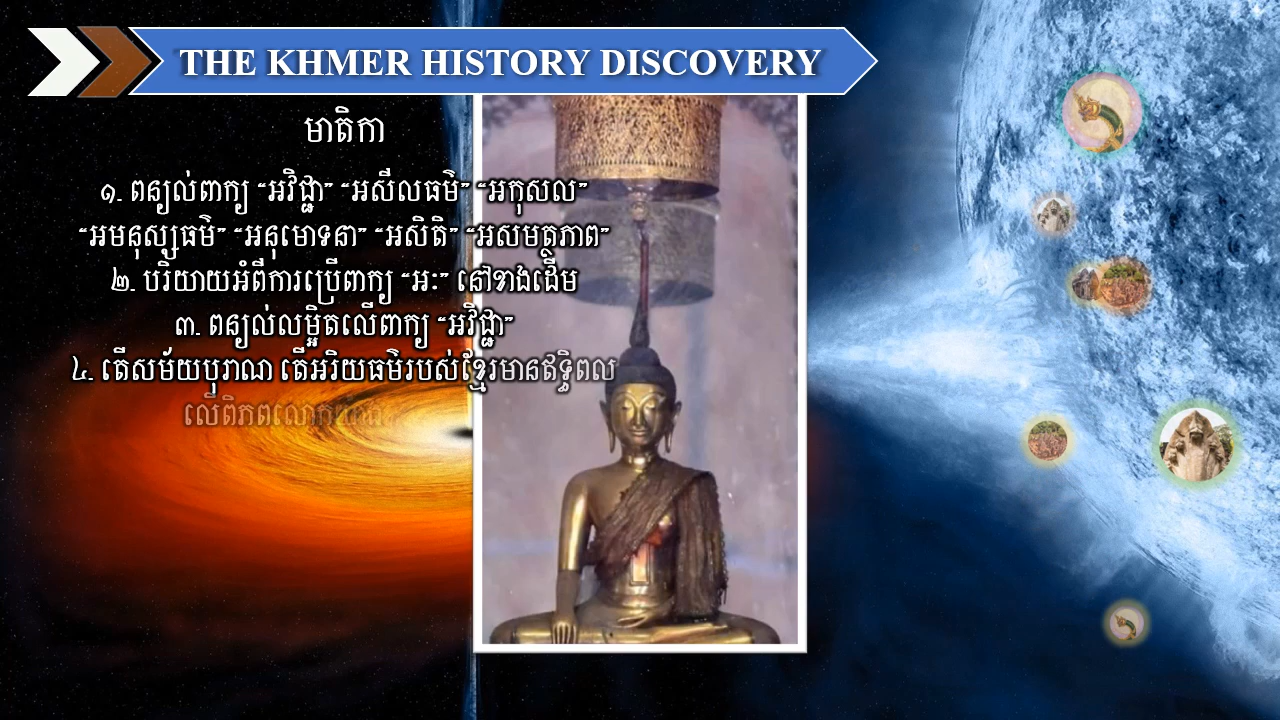 THE KHMER HISTORY DISCOVERY
មាតិកា
១. ពន្យល់ពាក្យ “អវិជ្ជា” “អសីលធម៌” “អកុសល”
“អមនុស្សធម៌” “អនុមោទនា” “អសិតិ” “អសមត្ថភាព”
២. បរិយាយអំពីការប្រើពាក្យ “អៈ” នៅខាងដើម
៣. ពន្យល់លម្អិតលើពាក្យ “អវិជ្ជា”
៤. តើសម័យបុរាណ តើអរិយធម៌របស់ខ្មែរមានឥទ្ធិពល
លើពិភពលោក